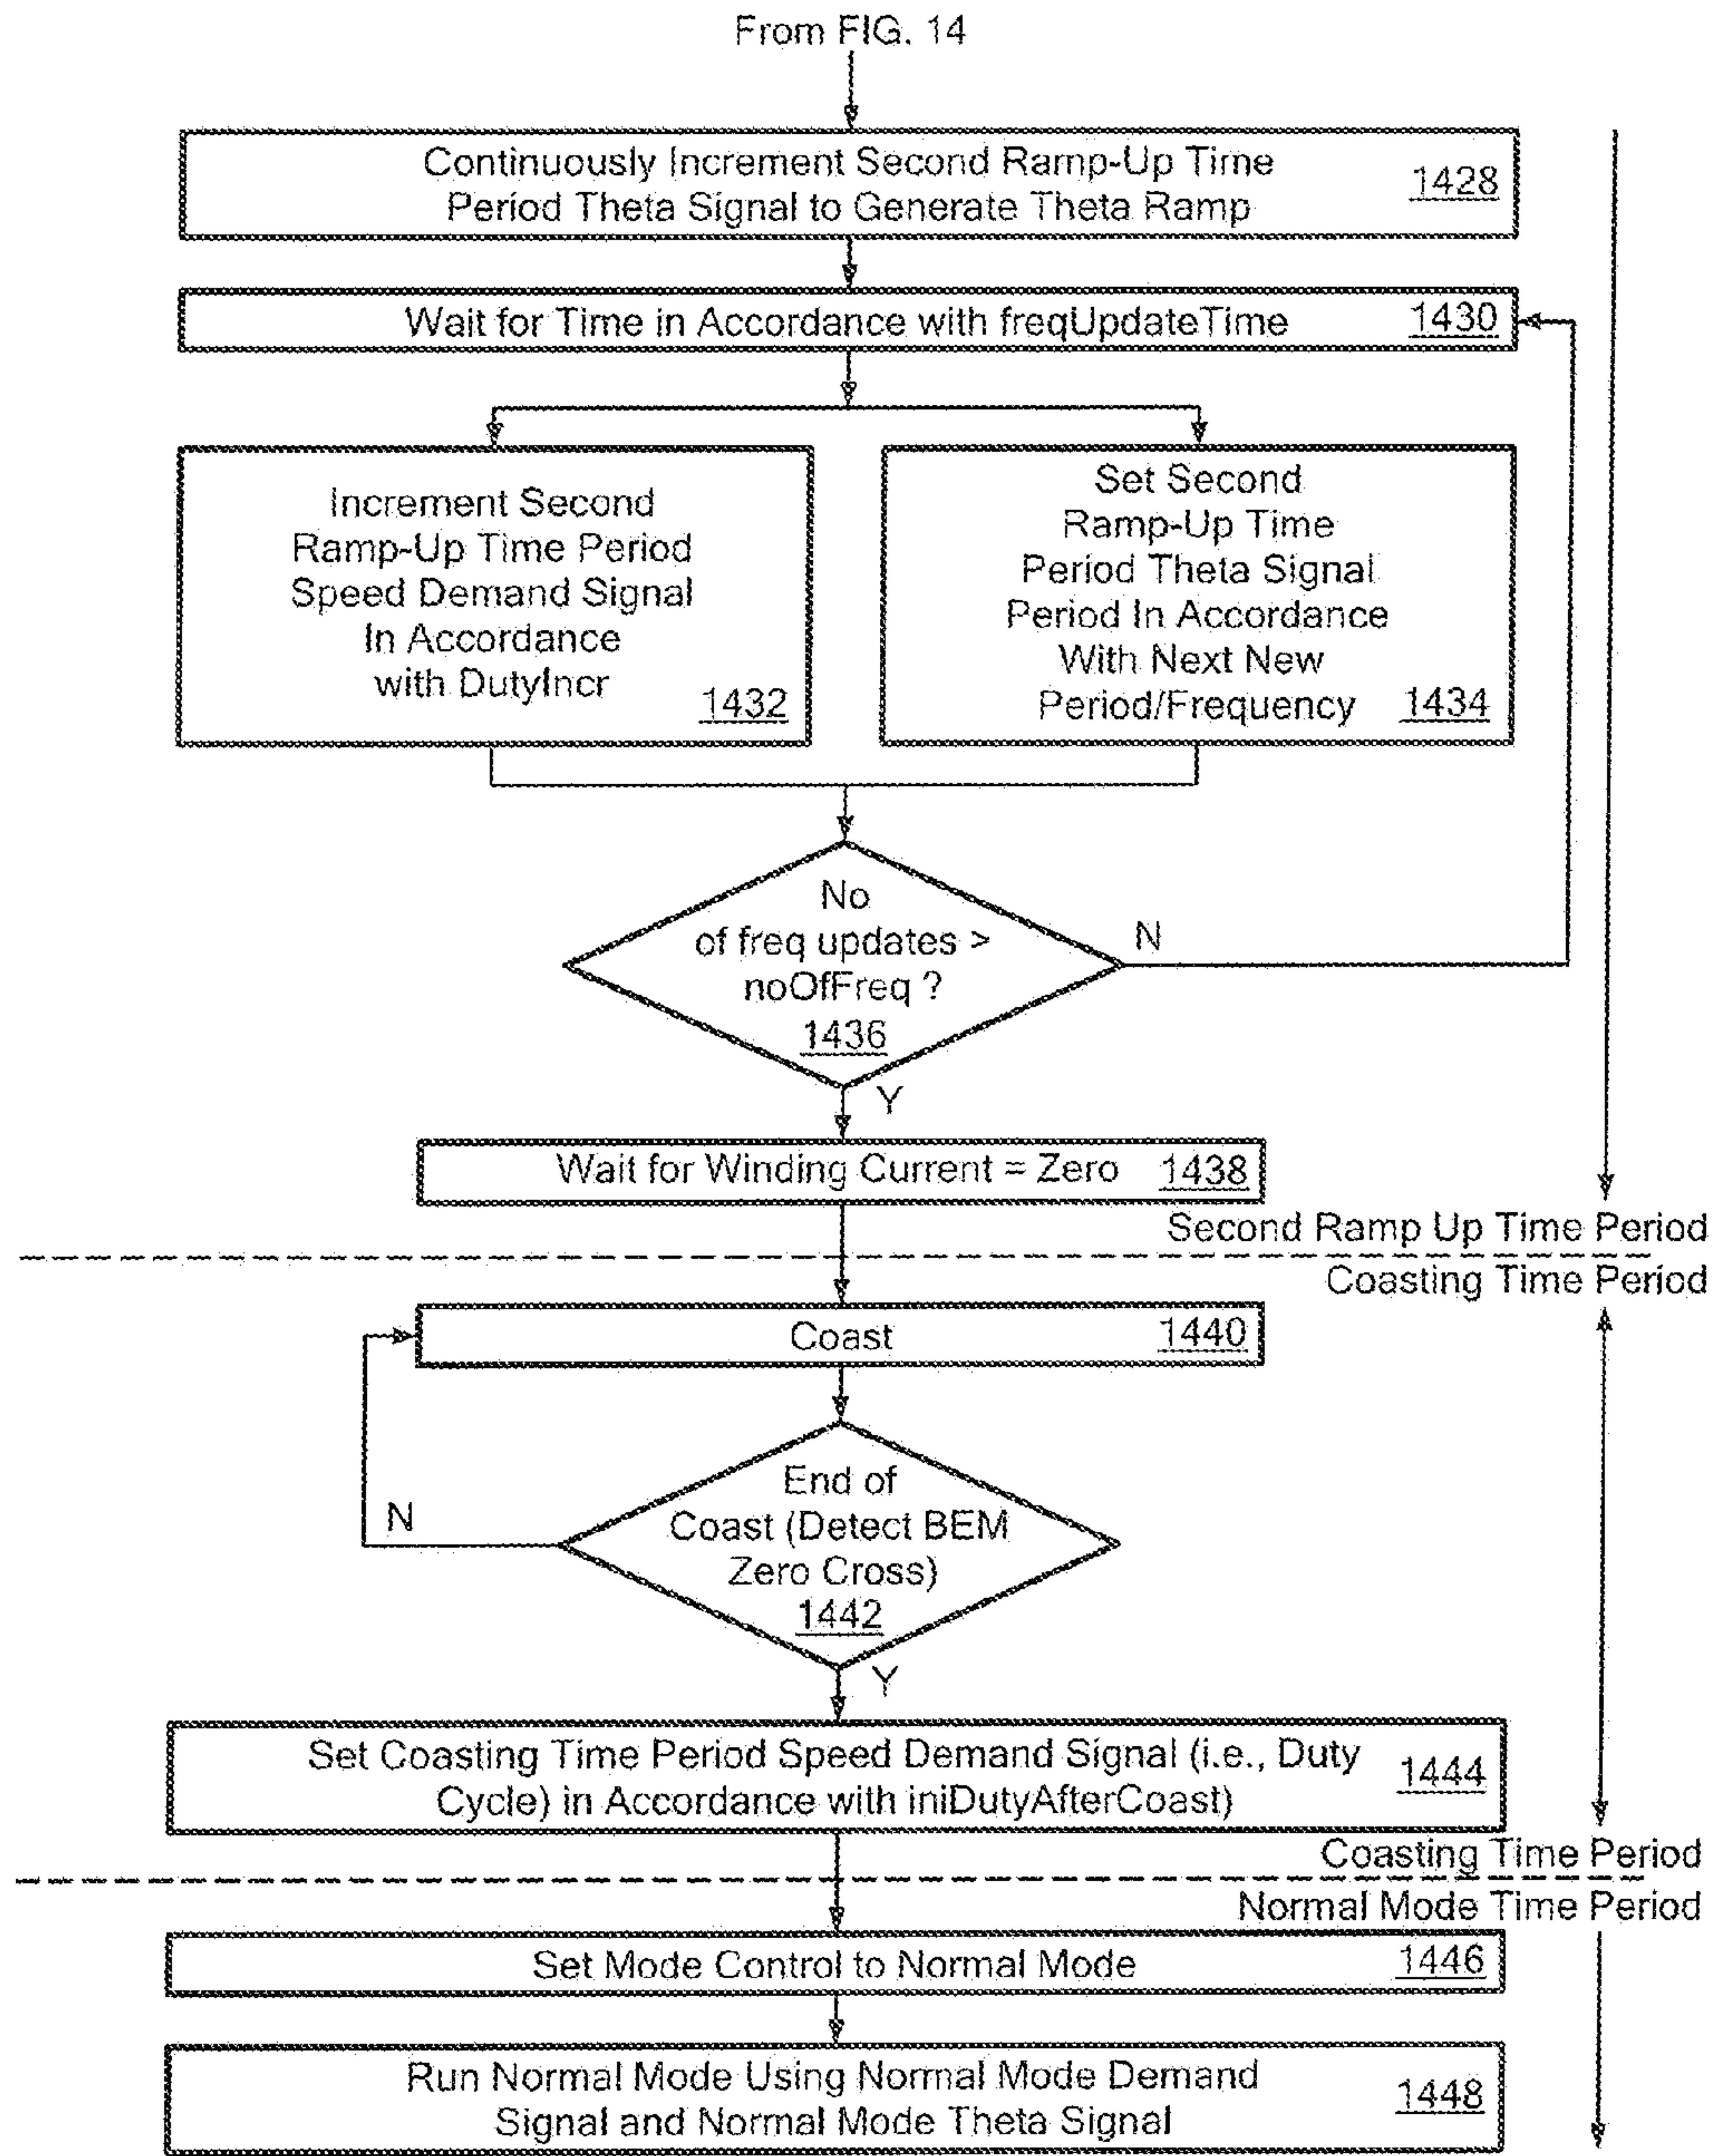 From FIG. 14
Continuously Increment Second Ramp-Up Time
Period Theta Signal to Generate Theta Ramp
1428
Wait for Time in Accordance with freqUpdateTime
1430
Increment Second
Ramp-Up Time Period
Speed Demand Signal
In Accordance
with DutyIncr
1432
Set Second
Ramp-Up Time
Period Theta Signal
Period In Accordance
With Next New
Period/Frequency
1434
No
of freq updates >
noOfFreq ?
1436
N
Y
Wait for Winding Current = Zero
1438
Second Ramp Up Time Period
Coasting Time Period
Coast
1440
End of
Coast (Detect BEM
Zero Cross)
1442
N
Y
Set Coasting Time Period Speed Demand Signal (i.e., Duty
Cycle) in Accordance with iniDutyAfterCoast)
1444
Coasting Time Period
Normal Mode Time Period
Set Mode Control to Normal Mode
1446
Run Normal Mode Using Normal Mode Demand
Signal and Normal Mode Theta Signal
1448